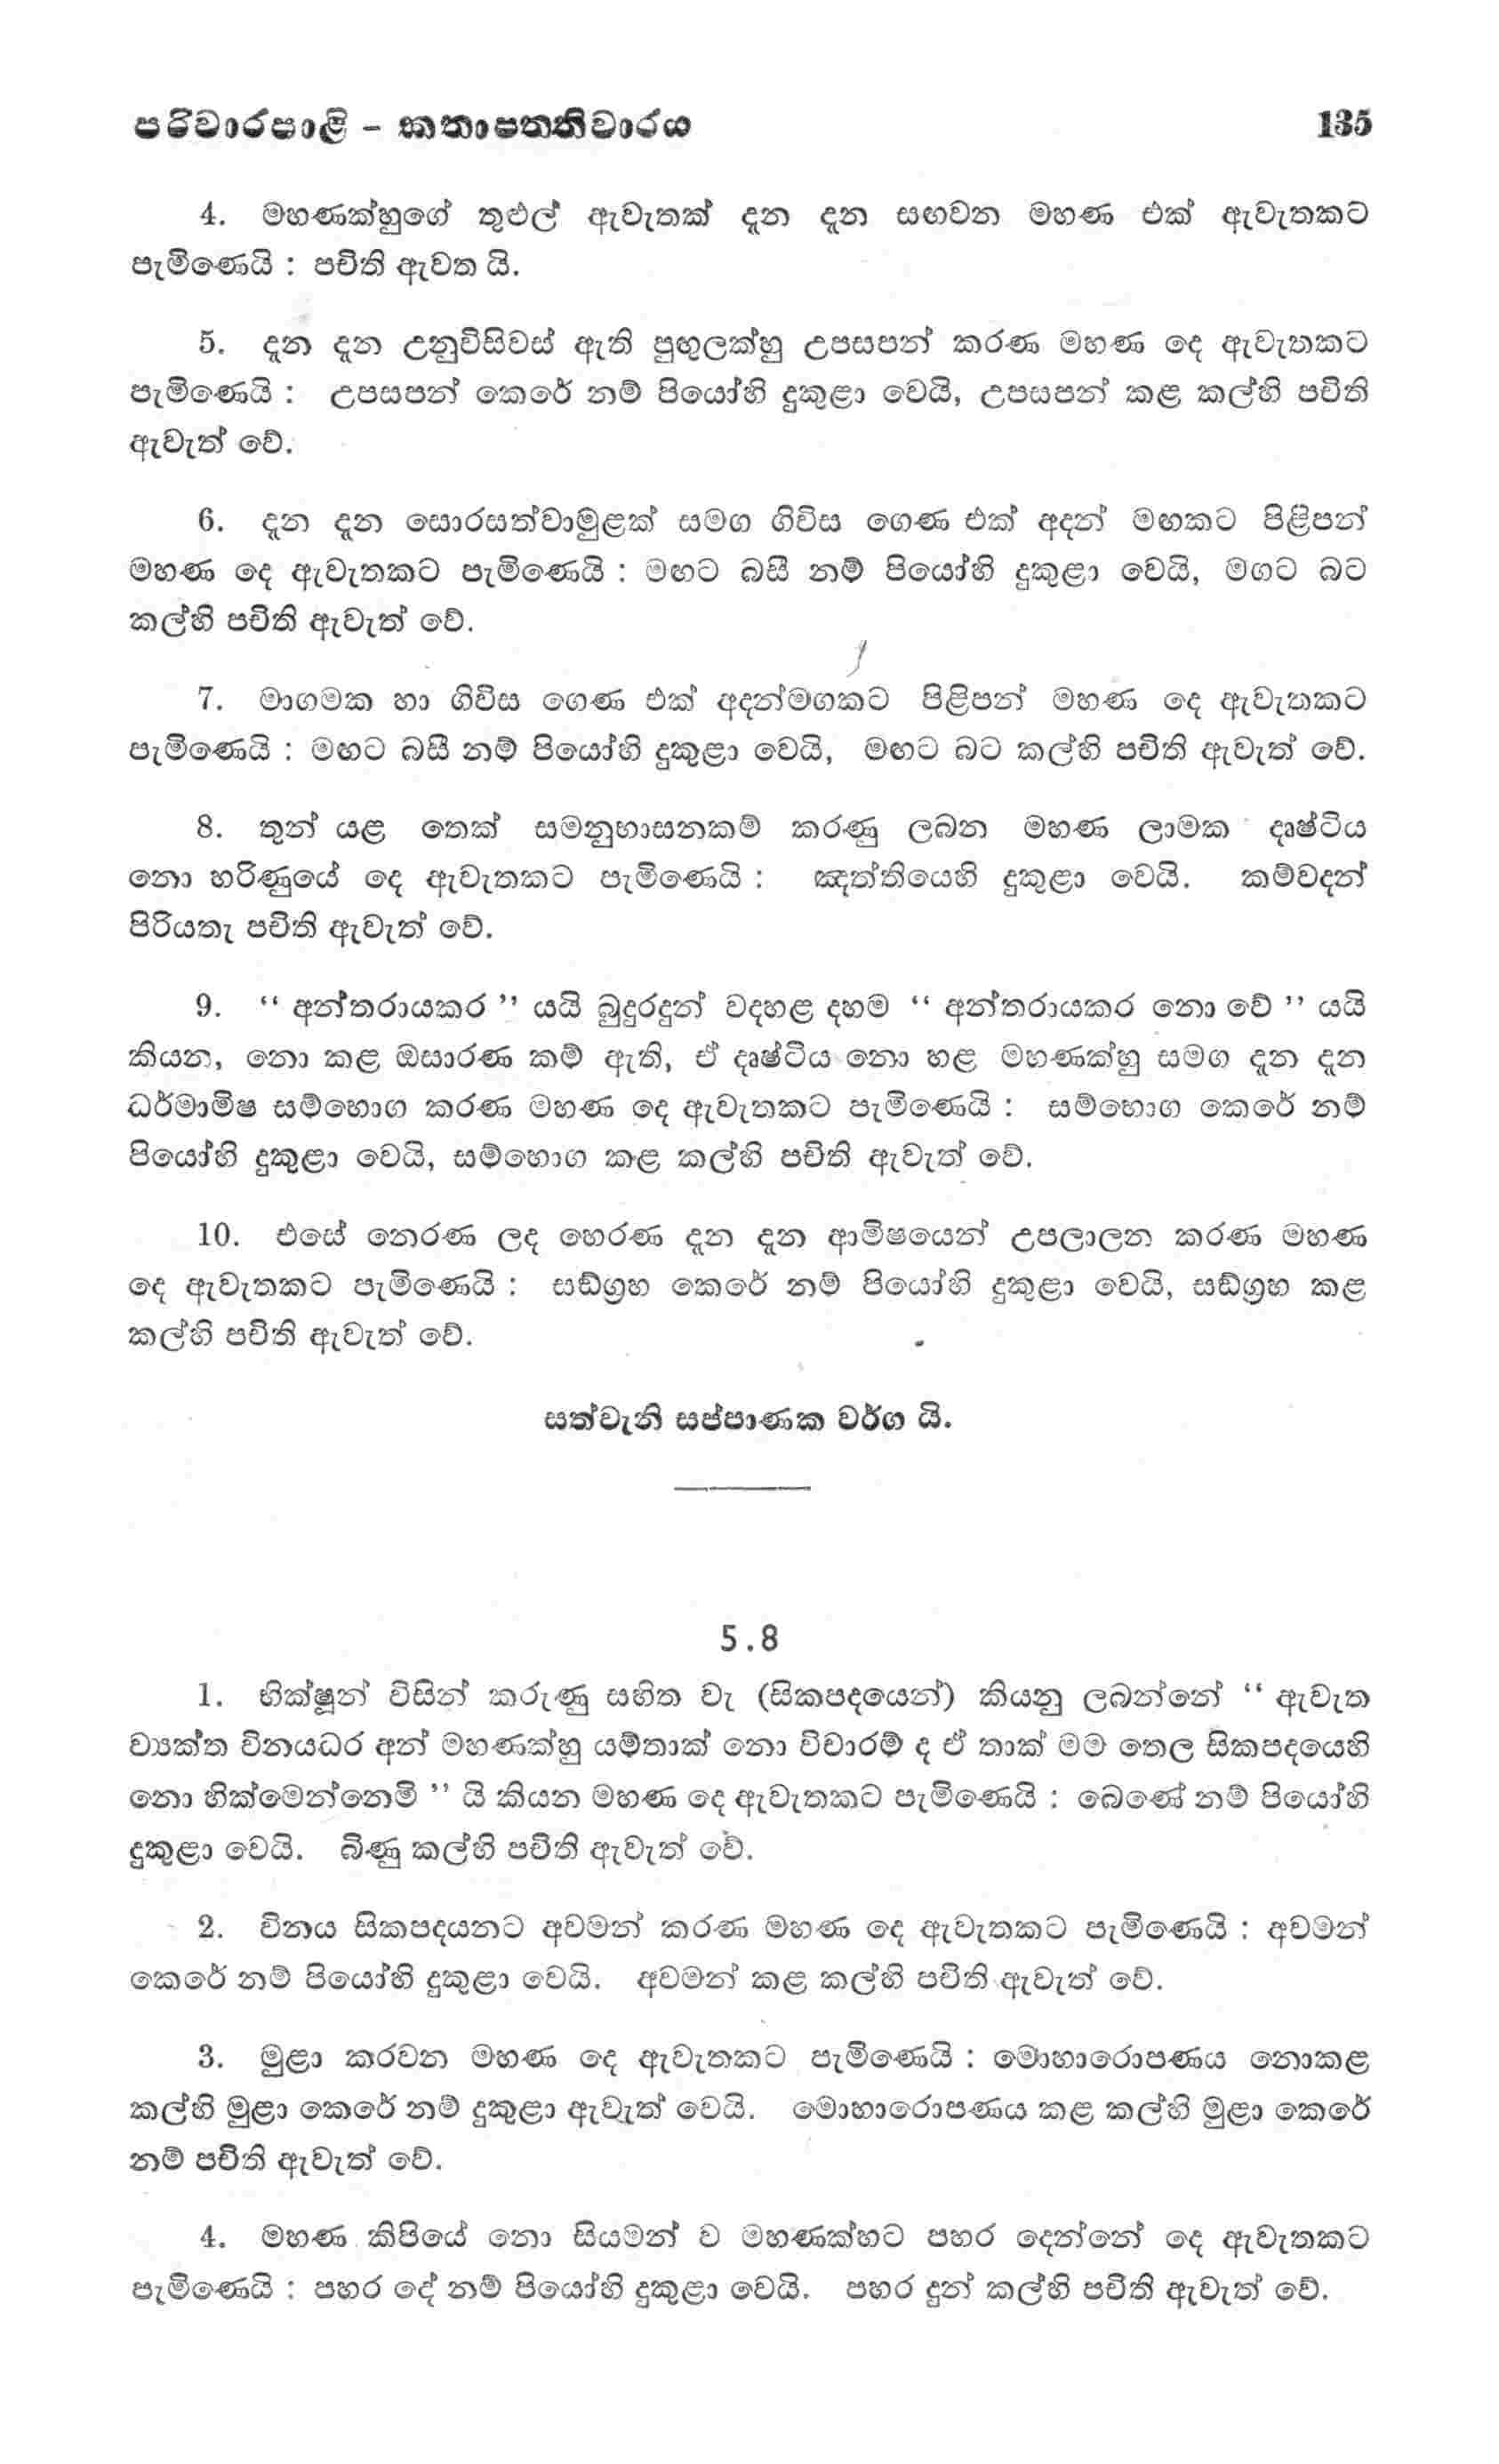 පරිවාරපාළි - කතාපත්තිවාරය 135
4. මහණක්හුගේ තුළුල් ඇවැතක් දැන දැන සඟවන මහණ එක් ඇවැතකට
පැමිණෙයි : පචිති ඇවත යි.
5. දැන දැන උනුවිසිවස් ඇති පුඟුලක්හු උපසපන් කරණ මහණ දෙ ඇවැතකට
පැමිණෙයි : උපසපන් කෙරේ නම් පියෝහි දුකුළා වෙයි, උපසපන් කළ කල්හි පචිති
ඇවැත් වේ.
6. දැන දැන සොරසත්වාමුළක් සමග ගිවිස ගෙණ එක් අදන් මඟකට පිළිපන්
මහණ දෙ ඇවැතකට පැමිණෙයි : මඟට බසී නම් පියෝහි දුකුළා වෙයි, මගට බට
කල්හි පචිති ඇවැත් වේ.
7. මාගමක හා ගිවිස ගෙණ එක් අදන්මගකට පිළිපන් මහණ දෙ ඇවැතකට
පැමිණෙයි : මඟට බසී නම් පියෝහි දුකුළා වෙයි, මඟට බට කල්හි පචිති ඇවැත් වේ.
8. තුන් යළ තෙක් සමනුභාසනකම් කරණු ලබන මහණ ලාමක දෘෂ්ටිය
නො හරිණුයේ දෙ ඇවැතකට පැමිණෙයි : ඤත්තියෙහි දුකුළා වෙයි. කම්වදන්
පිරියතැ පචිති ඇවැත් වේ.
9. “ අන්තරායකර ” යයි බුදුරදුන් වදහළ දහම “ අන්තරායකර නො වේ ” යයි
කියන, නො කළ ඔසාරණ කම් ඇති, ඒ දෘෂ්ටිය නො හළ මහණක්හු සමග දැන දැන
ධර්මාමිෂ සම්භොග කරණ මහණ දෙ ඇවැතකට පැමිණෙයි : සම්භොග කෙරේ නම්
පියෝහි දුකුළා වෙයි, සම්භොග කළ කල්හි පචිති ඇවැත් වේ.
10. එසේ නෙරණ ලද හෙරණ දැන දැන ආමිෂයෙන් උපලාලන කරණ මහණ
දෙ ඇවැතකට පැමිණෙයි : සඞ්ග්‍රහ කෙරේ නම් පියෝහි දුකුළා වෙයි, සඞ්ග්‍රහ කළ
කල්හි පචිති ඇවැත් වේ.
සත්වැනි සප්පාණක වර්ග යි.
5.8
1. භික්ෂූන් විසින් කරුණු සහිත වැ (සිකපදයෙන්) කියනු ලබන්නේ “ ඇවැත
ව්‍යක්ත විනයධර අන් මහණක්හු යම්තාක් නො විචාරම් ද ඒ තාක් මම තෙල සිකපදයෙහි
නො හික්මෙන්නෙමි ” යි කියන මහණ දෙ ඇවැතකට පැමිණෙයි : බෙණේ නම් පියෝහි
දුකුළා වෙයි. බිණු කල්හි පචිති ඇවැත් වේ.
2. විනය සිකපදයනට අවමන් කරණ මහණ දෙ ඇවැතකට පැමිණෙයි : අවමන්
කෙරේ නම් පියෝහි දුකුළා වෙයි. අවමන් කළ කල්හි පචිති ඇවැත් වේ.
3. මුළා කරවන මහණ දෙ ඇවැතකට පැමිණෙයි : මොහාරොපණය නොකළ
කල්හි මුළා කෙරේ නම් දුකුළා ඇවැත් වෙයි. මොහාරොපණය කළ කල්හි මුළා කෙරේ
නම් පචිති ඇවැත් වේ.
4. මහණ කිපියේ නො සියමන් ව මහණක්හට පහර දෙන්නේ දෙ ඇවැතකට
පැමිණෙයි : පහර දේ නම් පියෝහි දුකුළා වෙයි. පහර දුන් කල්හි පචිති ඇවැත් වේ.